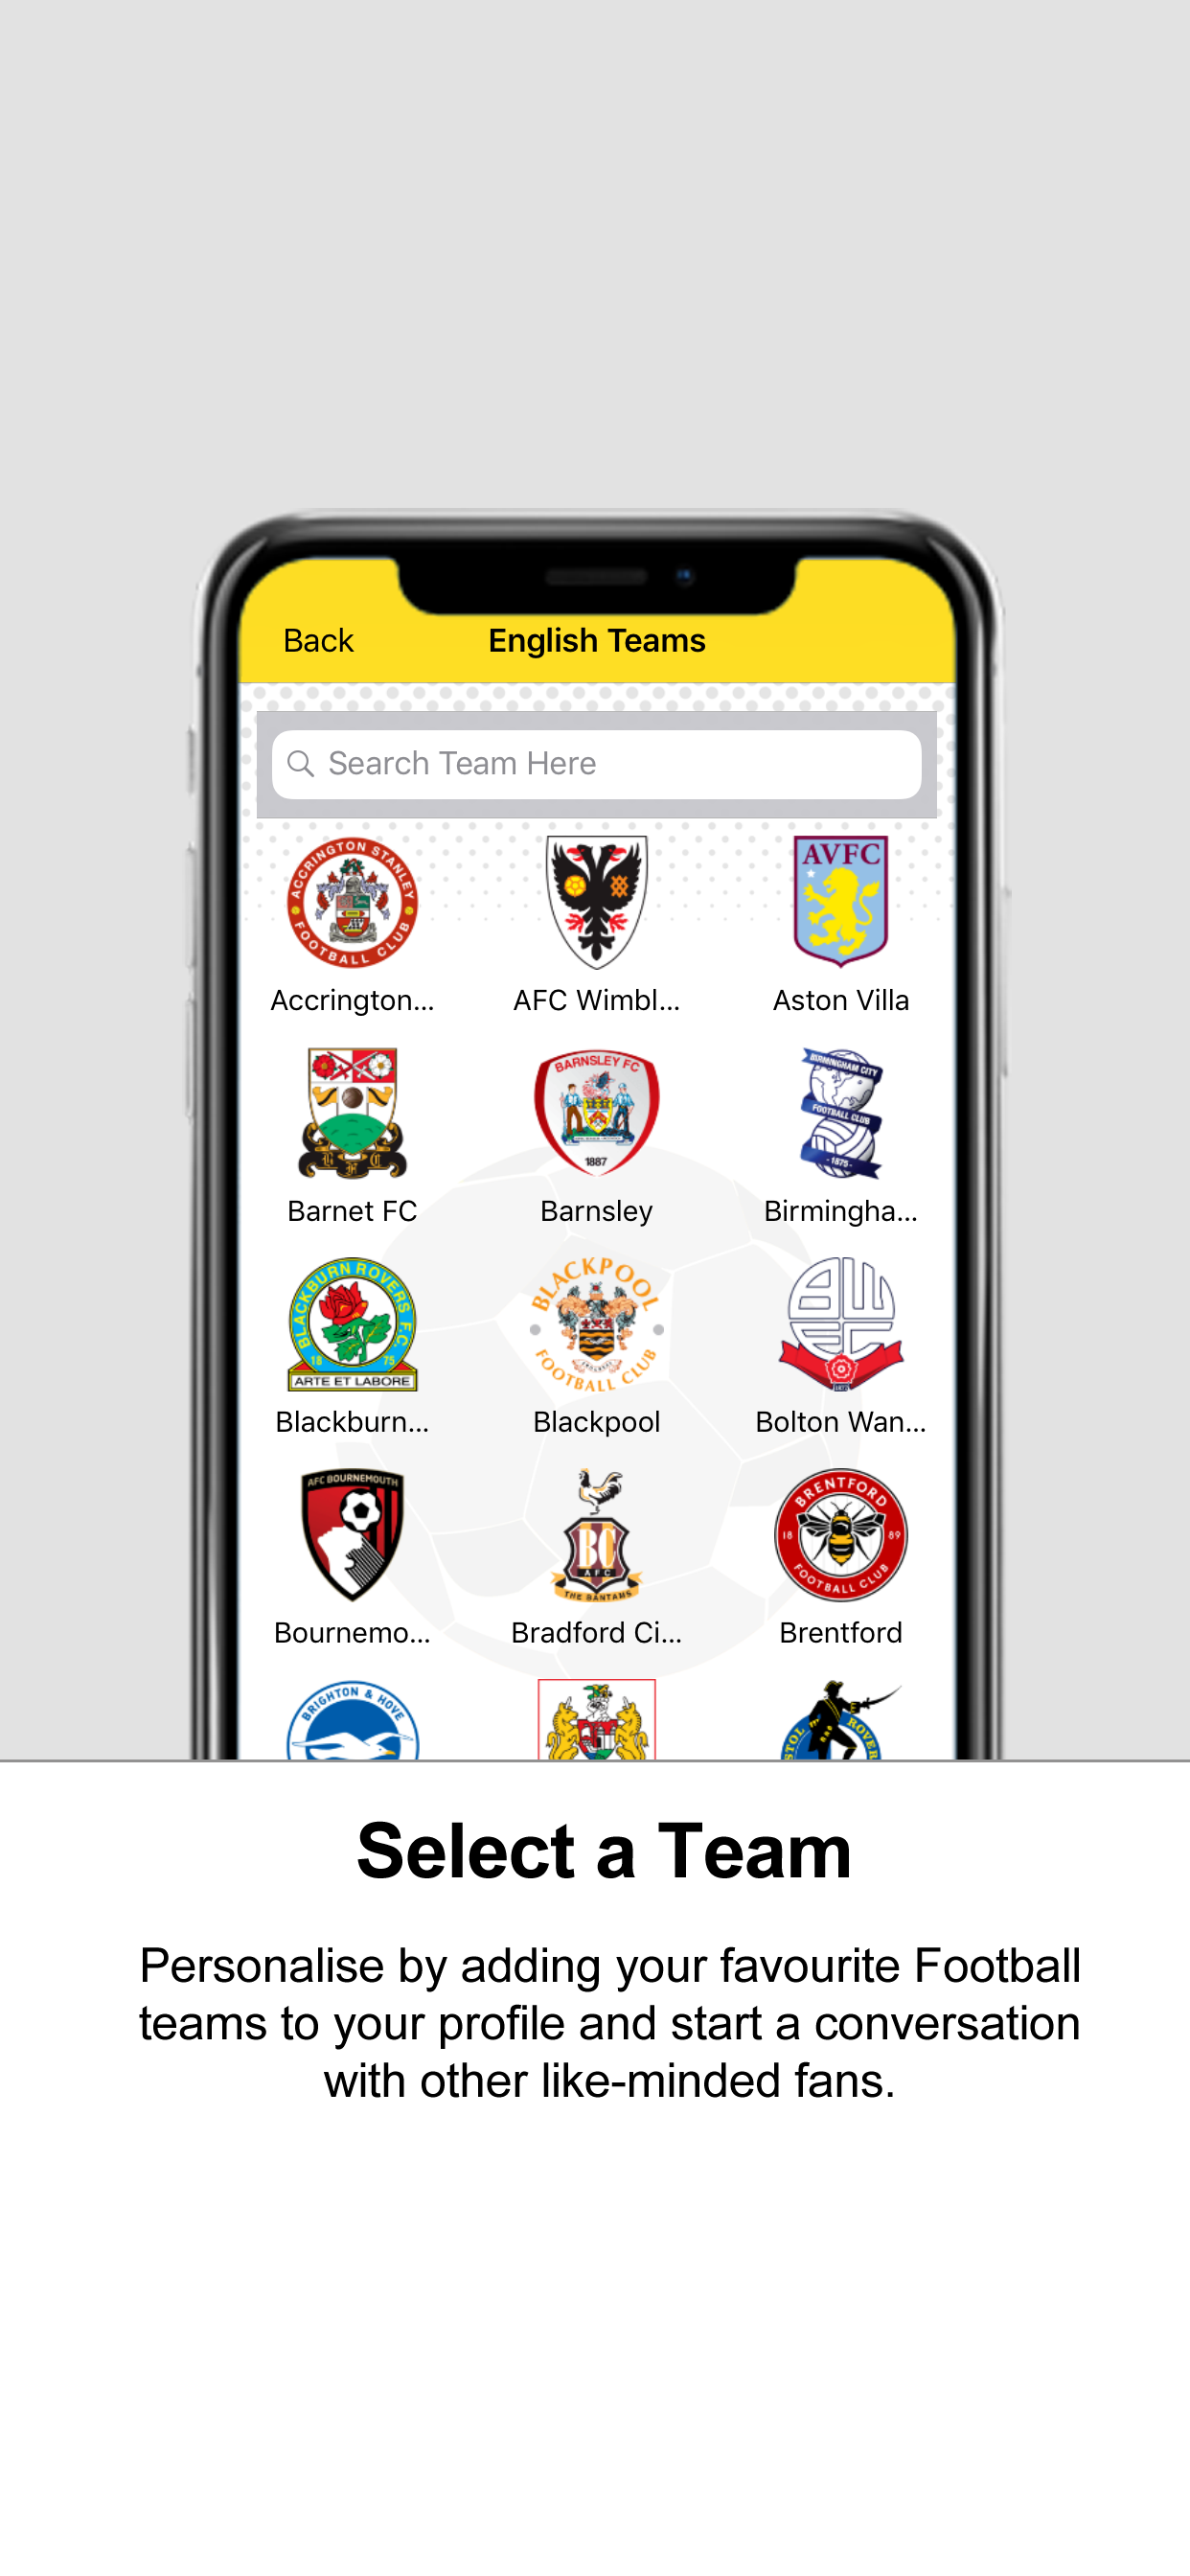 Back English Teams
Search Team Here
ACCRINGTON STANLEY
FOOTBALL CLUB
AVFC
Accrington...
AFC Wimbl...
Aston Villa
BFC
BARNSLEY FC
1887
BIRMINGHAM CITY
FOOTBALL CLUB
-1875-
Barnet FC
Barnsley
Birmingha...
BLACKBURN ROVERS F.C.
18 75
ARTE ET LABORE
BLACKPOOL
FOOTBALL CLUB
BWFC
Blackburn...
Blackpool
Bolton Wan...
AFC BOURNEMOUTH
BC
AFC
THE BANTAMS
BRENTFORD
18 89
FOOTBALL CLUB
Bournemo...
Bradford Ci...
Brentford
BRIGHTON & HOVE
STOL ROVER
Select a Team
Personalise by adding your favourite Football
teams to your profile and start a conversation
with other like-minded fans.